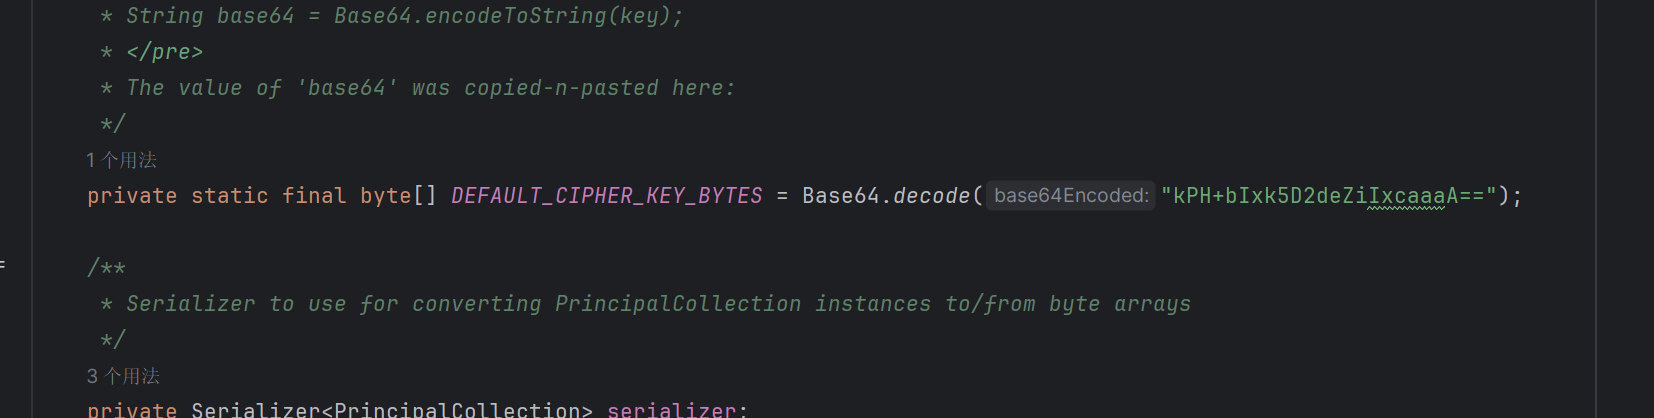 * String base64 = Base64.encodeToString(key);
* </pre>
* The value of 'base64' was copied-n-pasted here:
*/
1 个用法
private static final byte[] DEFAULT_CIPHER_KEY_BYTES = Base64.decode( base64Encoded: "kPH+bIxk5D2deZiIxcaaaA==");
/**
* Serializer to use for converting PrincipalCollection instances to/from byte arrays
*/
3 个用法
private Serializer<PrincipalCollection> serializer;